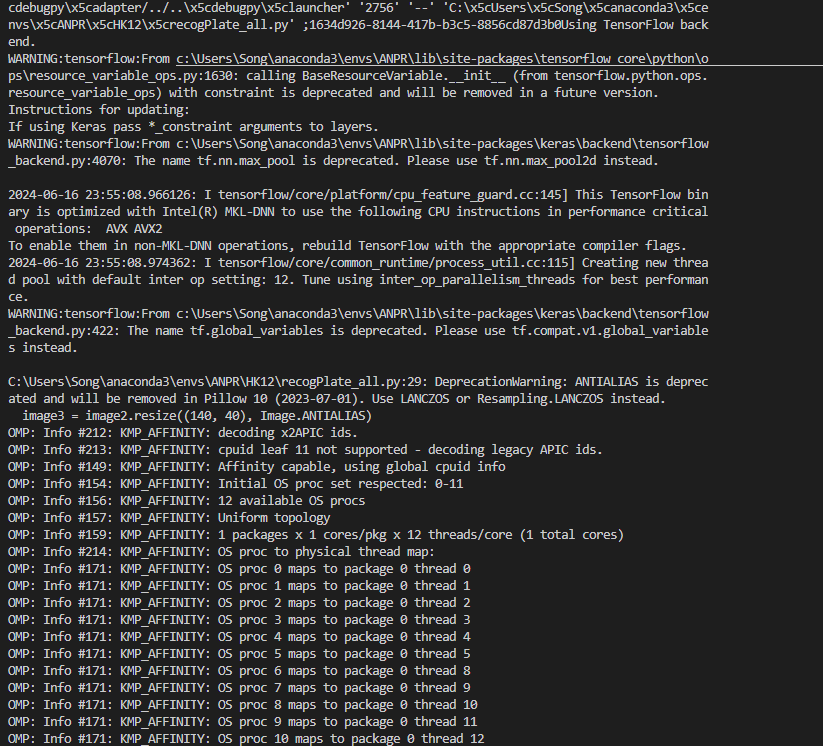 cdebugpy\x5cadapter/../..\x5cdebugpy\x5clauncher' '2756' '--' 'C:\x5cUsers\x5cSong\x5canaconda3\x5ce
nvs\x5cANPR\x5cHK12\x5crecogPlate_all.py' ;1634d926-8144-417b-b3c5-8856cd87d3b0Using TensorFlow back
end.
WARNING:tensorflow:From c:\Users\Song\anaconda3\envs\ANPR\lib\site-packages\tensorflow_core\python\o
ps\resource_variable_ops.py:1630: calling BaseResourceVariable.__init__ (from tensorflow.python.ops.
resource_variable_ops) with constraint is deprecated and will be removed in a future version.
Instructions for updating:
If using Keras pass *_constraint arguments to layers.
WARNING:tensorflow:From c:\Users\Song\anaconda3\envs\ANPR\lib\site-packages\keras\backend\tensorflow
_backend.py:4070: The name tf.nn.max_pool is deprecated. Please use tf.nn.max_pool2d instead.

2024-06-16 23:55:08.966126: I tensorflow/core/platform/cpu_feature_guard.cc:145] This TensorFlow bin
ary is optimized with Intel(R) MKL-DNN to use the following CPU instructions in performance critical
 operations:  AVX AVX2
To enable them in non-MKL-DNN operations, rebuild TensorFlow with the appropriate compiler flags.
2024-06-16 23:55:08.974362: I tensorflow/core/common_runtime/process_util.cc:115] Creating new threa
d pool with default inter op setting: 12. Tune using inter_op_parallelism_threads for best performan
ce.
WARNING:tensorflow:From c:\Users\Song\anaconda3\envs\ANPR\lib\site-packages\keras\backend\tensorflow
_backend.py:422: The name tf.global_variables is deprecated. Please use tf.compat.v1.global_variable
s instead.

C:\Users\Song\anaconda3\envs\ANPR\HK12\recogPlate_all.py:29: DeprecationWarning: ANTIALIAS is deprec
ated and will be removed in Pillow 10 (2023-07-01). Use LANCZOS or Resampling.LANCZOS instead.
  image3 = image2.resize((140, 40), Image.ANTIALIAS)
OMP: Info #212: KMP_AFFINITY: decoding x2APIC ids.
OMP: Info #213: KMP_AFFINITY: cpuid leaf 11 not supported - decoding legacy APIC ids.
OMP: Info #149: KMP_AFFINITY: Affinity capable, using global cpuid info
OMP: Info #154: KMP_AFFINITY: Initial OS proc set respected: 0-11
OMP: Info #156: KMP_AFFINITY: 12 available OS procs
OMP: Info #157: KMP_AFFINITY: Uniform topology
OMP: Info #159: KMP_AFFINITY: 1 packages x 1 cores/pkg x 12 threads/core (1 total cores)
OMP: Info #214: KMP_AFFINITY: OS proc to physical thread map:
OMP: Info #171: KMP_AFFINITY: OS proc 0 maps to package 0 thread 0
OMP: Info #171: KMP_AFFINITY: OS proc 1 maps to package 0 thread 1
OMP: Info #171: KMP_AFFINITY: OS proc 2 maps to package 0 thread 2
OMP: Info #171: KMP_AFFINITY: OS proc 3 maps to package 0 thread 3
OMP: Info #171: KMP_AFFINITY: OS proc 4 maps to package 0 thread 4
OMP: Info #171: KMP_AFFINITY: OS proc 5 maps to package 0 thread 5
OMP: Info #171: KMP_AFFINITY: OS proc 6 maps to package 0 thread 8
OMP: Info #171: KMP_AFFINITY: OS proc 7 maps to package 0 thread 9
OMP: Info #171: KMP_AFFINITY: OS proc 8 maps to package 0 thread 10
OMP: Info #171: KMP_AFFINITY: OS proc 9 maps to package 0 thread 11
OMP: Info #171: KMP_AFFINITY: OS proc 10 maps to package 0 thread 12